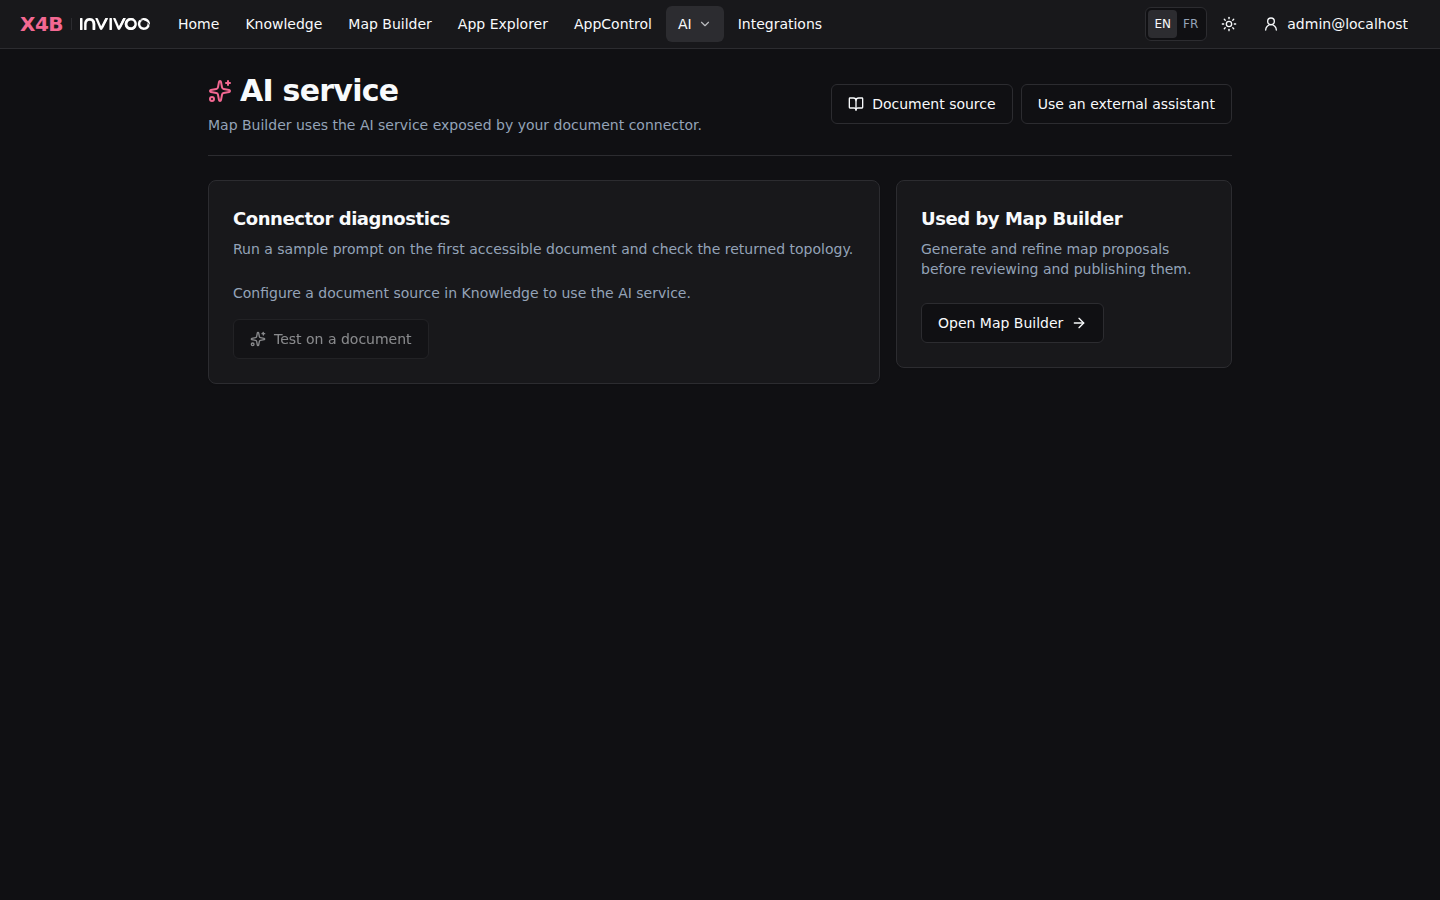 X4B INVIVOO Home Knowledge Map Builder App Explorer AppControl AI Integrations EN FR admin@localhost
AI service
Map Builder uses the AI service exposed by your document connector.
Document source
Use an external assistant
Connector diagnostics
Run a sample prompt on the first accessible document and check the returned topology.
Configure a document source in Knowledge to use the AI service.
Test on a document
Used by Map Builder
Generate and refine map proposals
before reviewing and publishing them.
Open Map Builder